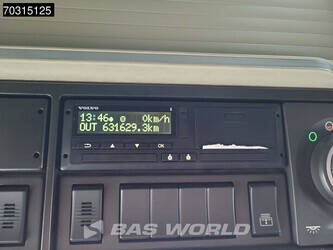 70315125
VOLVO
13:46 0km/h
OUT 631629.3km
OK
BAS WORLD